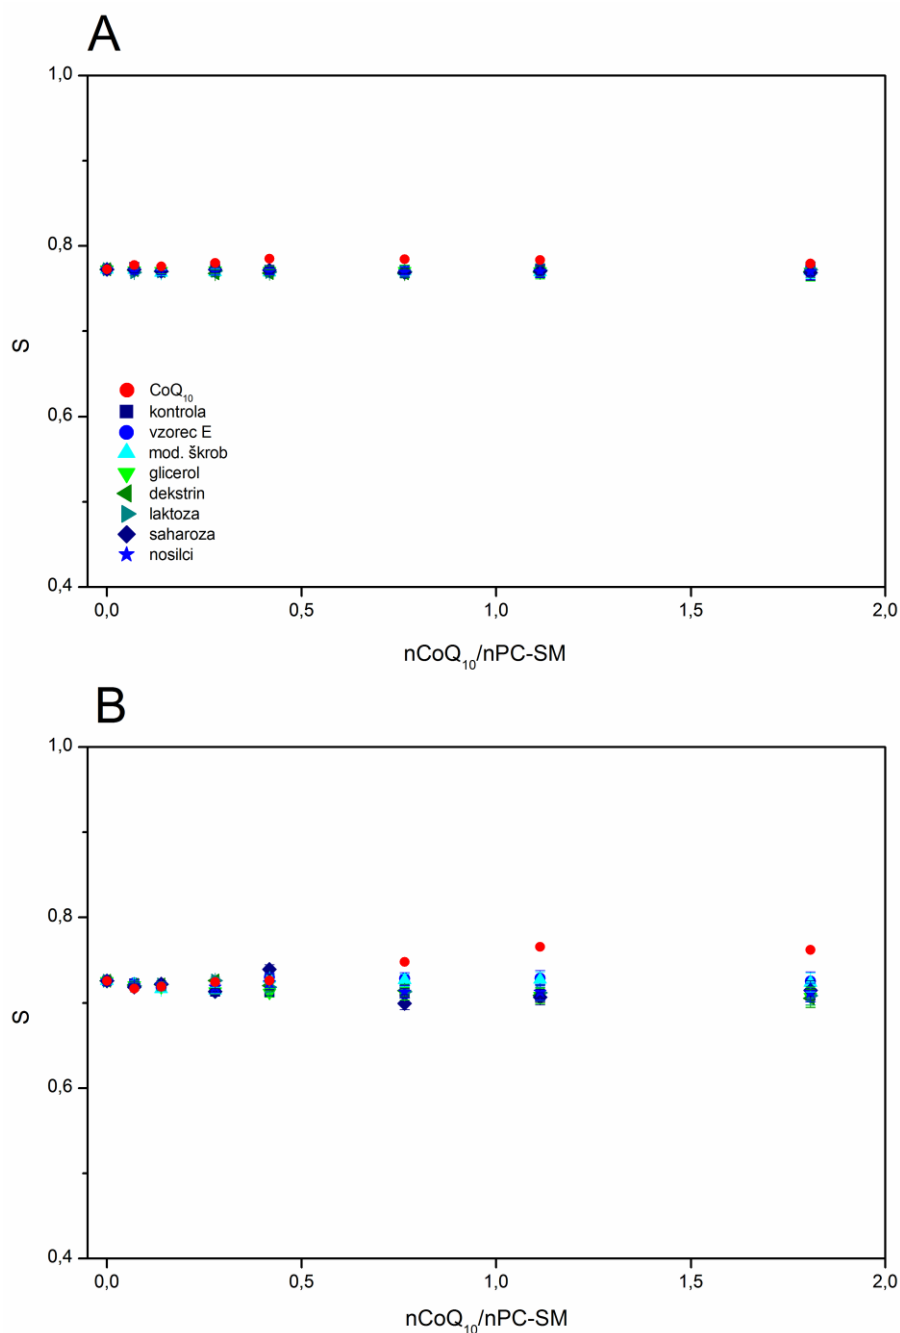 A
1,0
0,8
S
0,6
0,4
CoQ₁₀
kontrola
vzorec E
mod. škrob
glicerol
dekstrin
laktoza
saharoza
nosilci
0,0 0,5 1,0 1,5 2,0
nCoQ₁₀/nPC-SM
B
1,0
0,8
S
0,6
0,4
0,0 0,5 1,0 1,5 2,0
nCoQ₁₀/nPC-SM